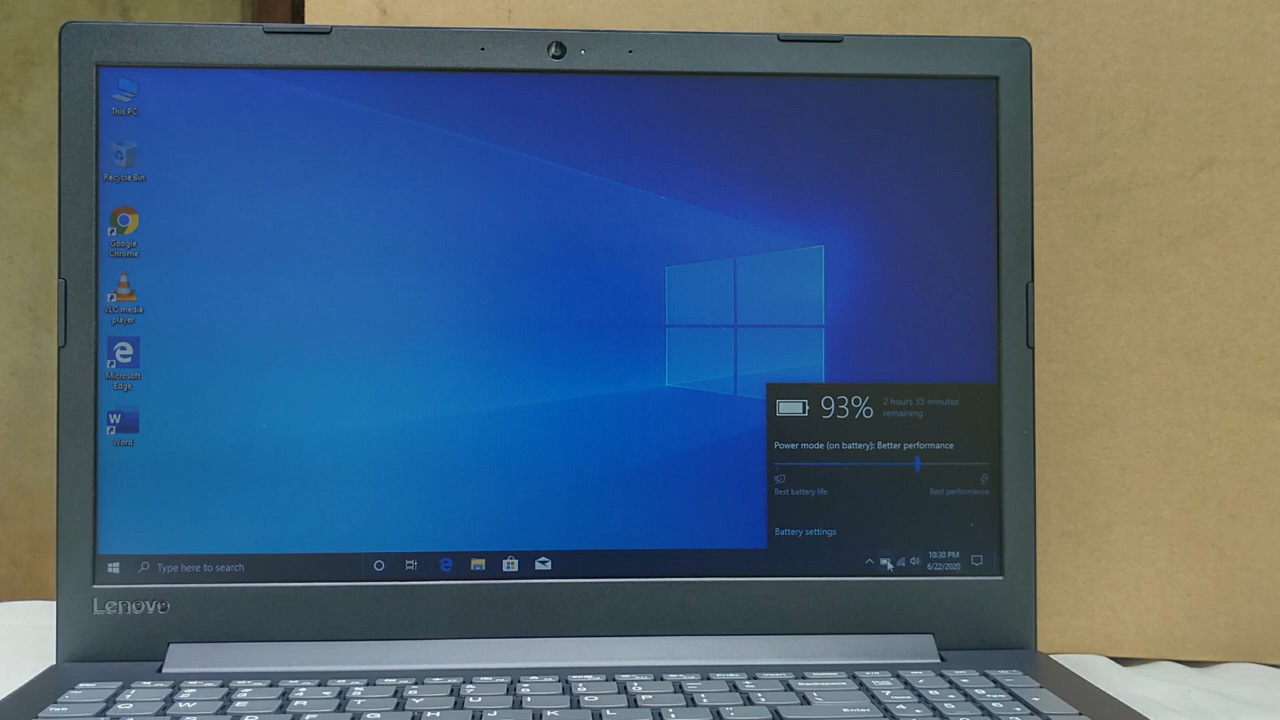 This PC
Recycle Bin
Google
Chrome
VLC media
player
Microsoft
Edge
W
Word
93%
2 hours 33 minutes
remaining
Power mode (on battery): Better performance
Best battery life
Best performance
Battery settings
Type here to search
10:30 PM
6/22/2020
Lenovo
Q
W
E
R
T
Y
U
I
O
P
Enter
H
J
K
L